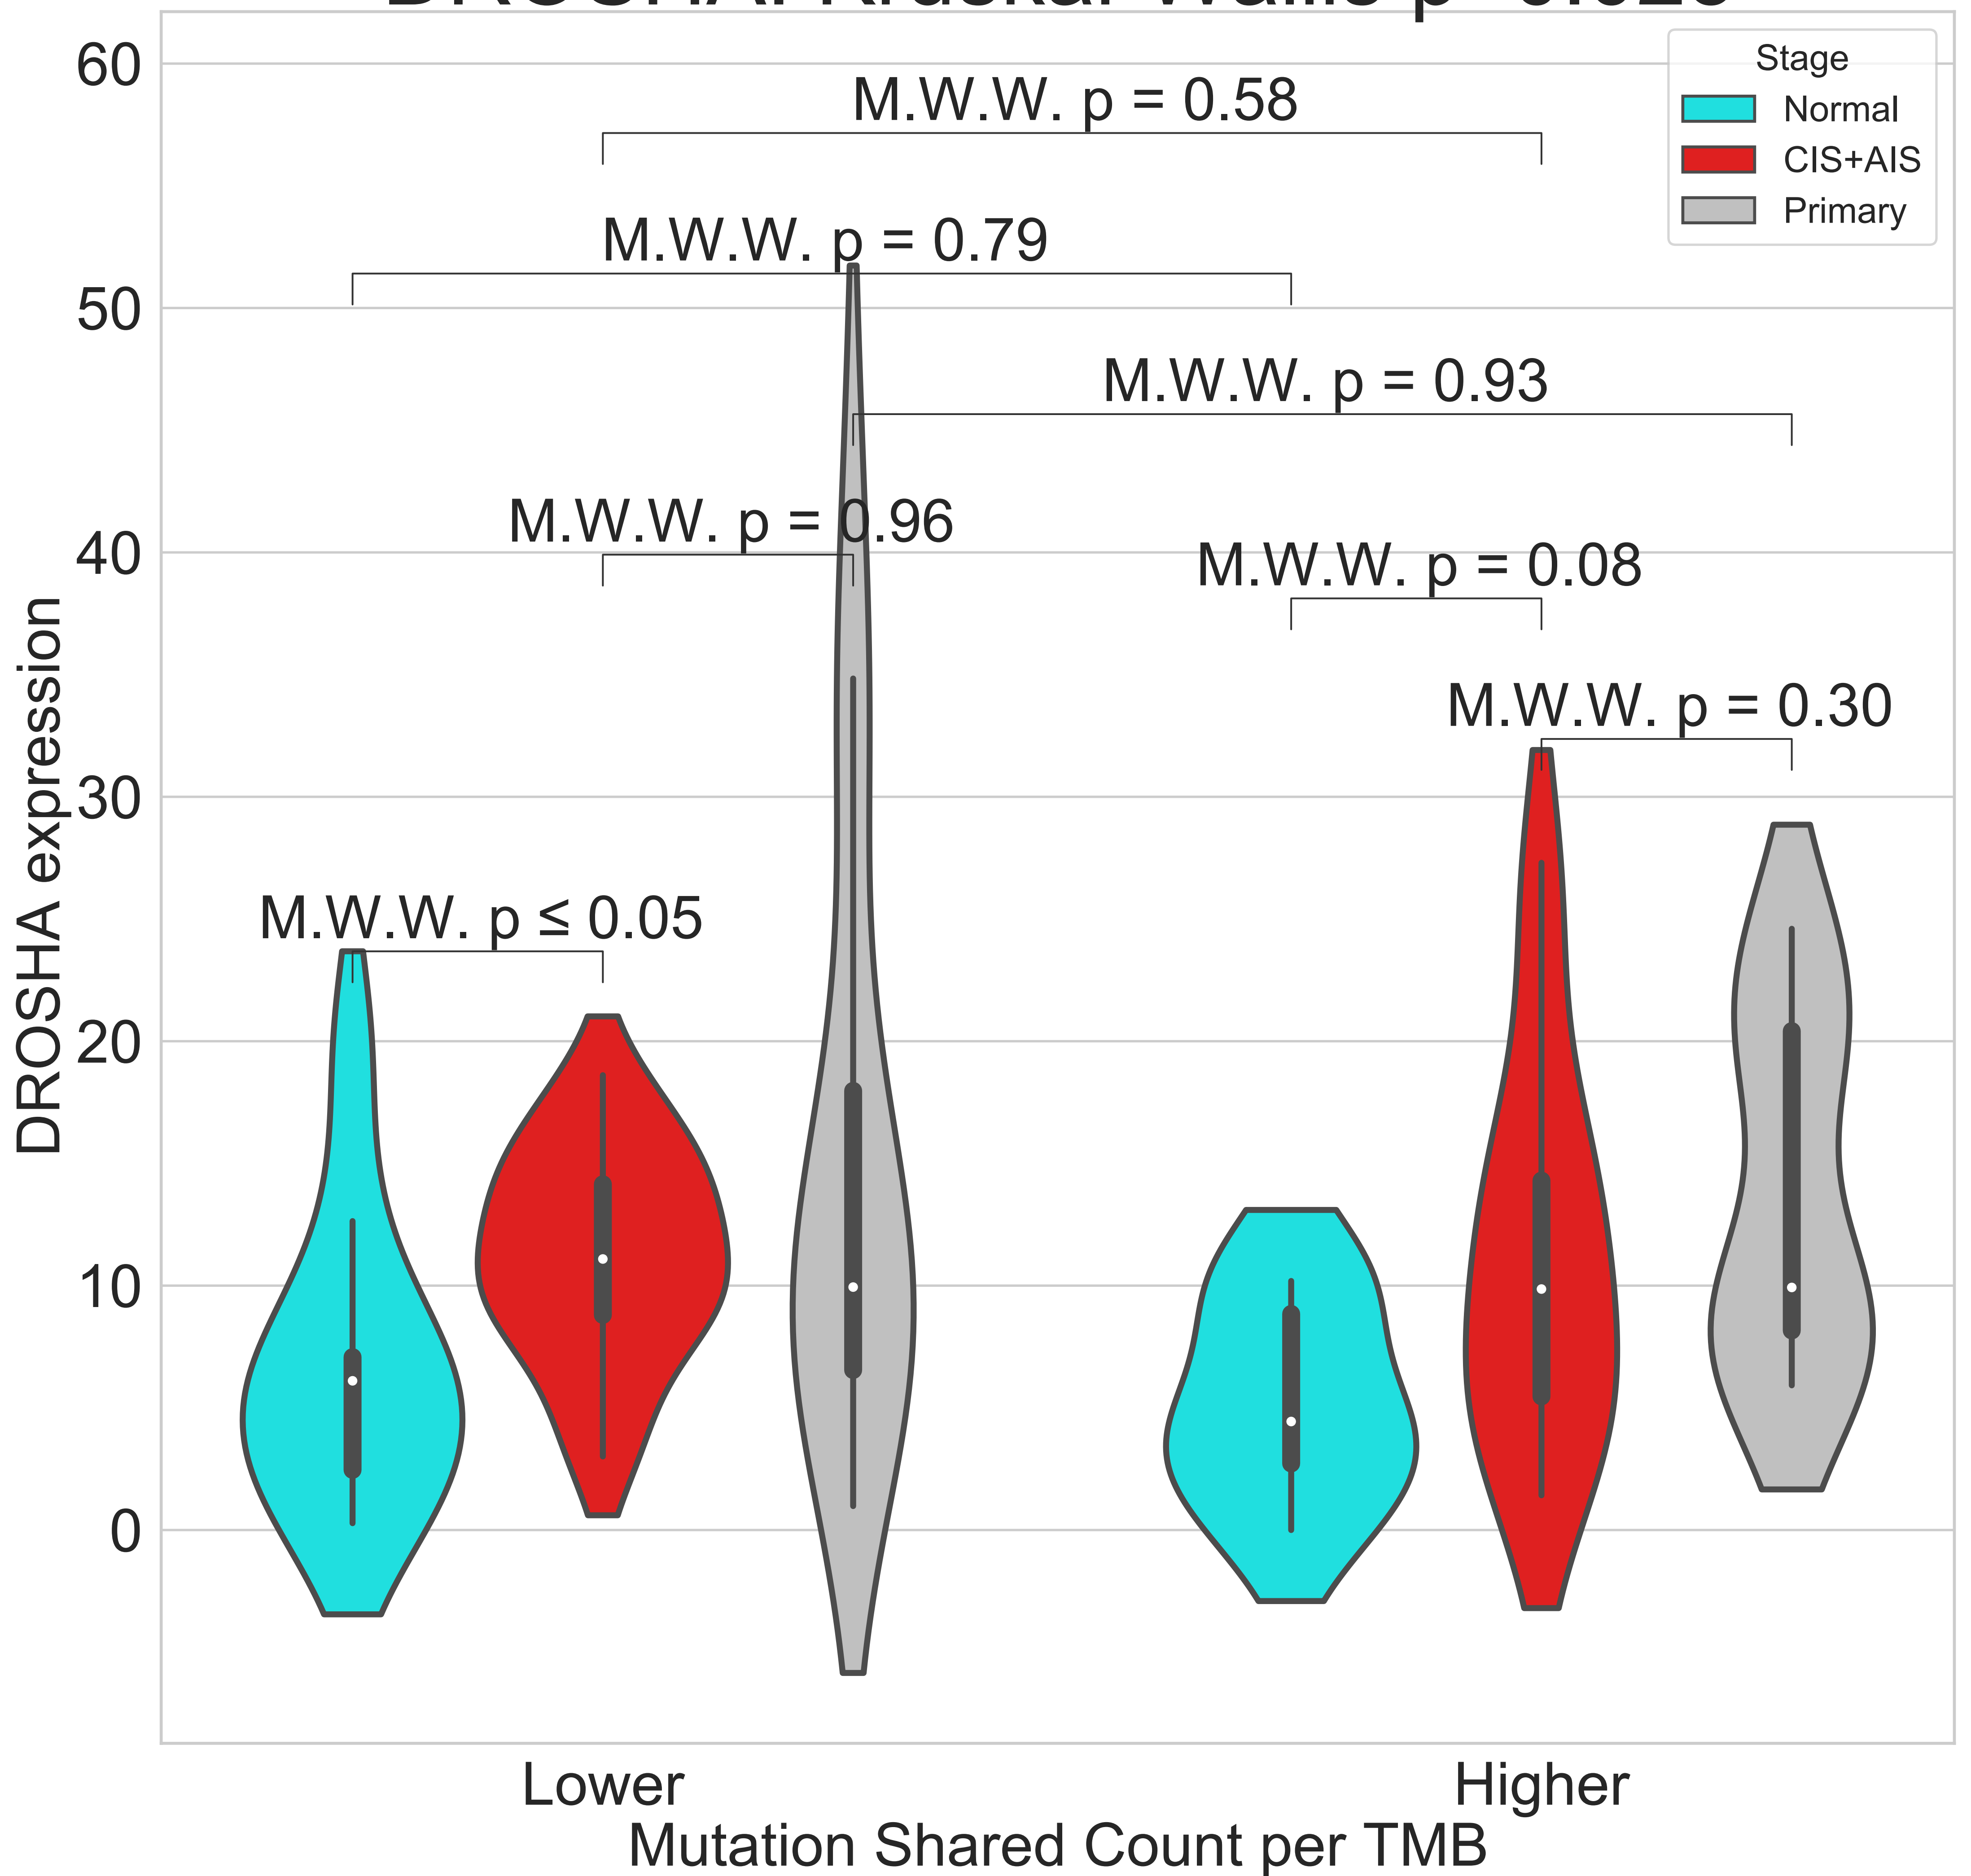 60
50
40
30
20
10
0
DROSHA expression
Stage
Normal
CIS+AIS
Primary
M.W.W. p = 0.58
M.W.W. p = 0.79
M.W.W. p = 0.93
M.W.W. p = 0.96
M.W.W. p = 0.08
M.W.W. p = 0.30
M.W.W. p ≤ 0.05
Lower
Higher
Mutation Shared Count per TMB